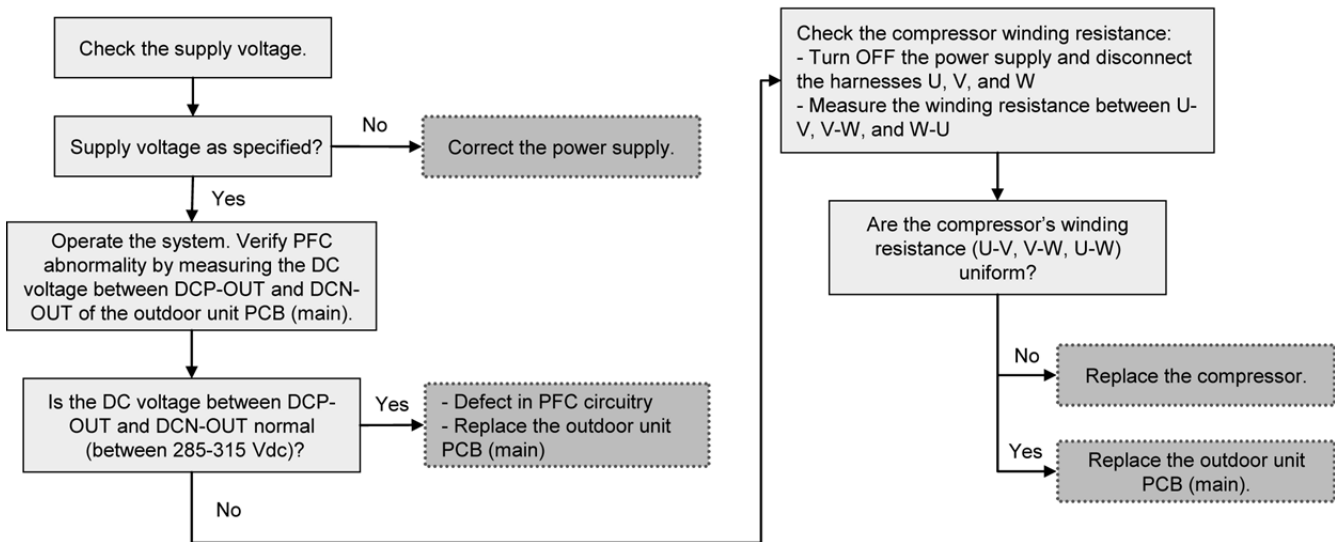 Check the supply voltage.
Supply voltage as specified?
No
Correct the power supply.
Yes
Operate the system. Verify PFC
abnormality by measuring the DC
voltage between DCP-OUT and DCN-
OUT of the outdoor unit PCB (main).
Is the DC voltage between DCP-
OUT and DCN-OUT normal
(between 285-315 Vdc)?
Yes
- Defect in PFC circuitry
- Replace the outdoor unit
PCB (main)
No
Check the compressor winding resistance:
- Turn OFF the power supply and disconnect
the harnesses U, V, and W
- Measure the winding resistance between U-
V, V-W, and W-U
Are the compressor’s winding
resistance (U-V, V-W, U-W)
uniform?
No
Replace the compressor.
Yes
Replace the outdoor unit
PCB (main).